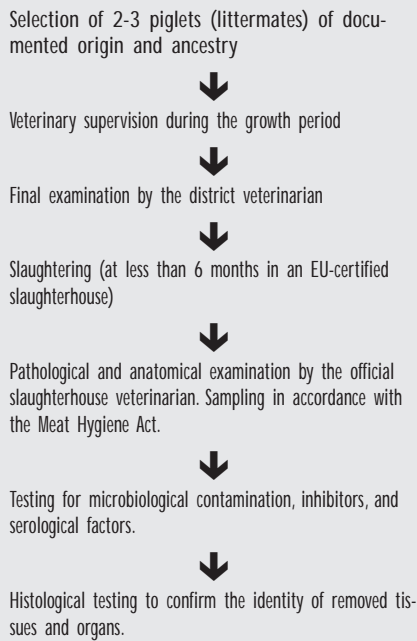 Selection of 2-3 piglets (littermates) of docu-
mented origin and ancestry
Veterinary supervision during the growth period
Final examination by the district veterinarian
Slaughtering (at less than 6 months in an EU-certified
slaughterhouse)
Pathological and anatomical examination by the official
slaughterhouse veterinarian. Sampling in accordance with
the Meat Hygiene Act.
Testing for microbiological contamination, inhibitors, and
serological factors.
Histological testing to confirm the identity of removed tis-
sues and organs.